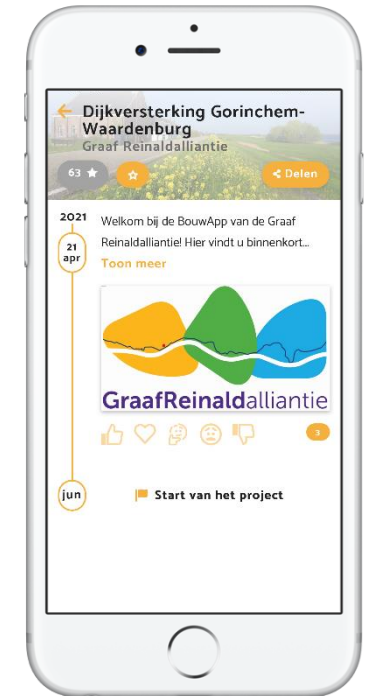 Dijkversterking Gorinchem-
Waardenburg
Graaf Reinaldalliantie
63
Delen
2021
21
apr
Welkom bij de BouwApp van de Graaf
Reinaldalliantie! Hier vindt u binnenkort...
Toon meer
GraafReinaldalliantie
3
jun
Start van het project